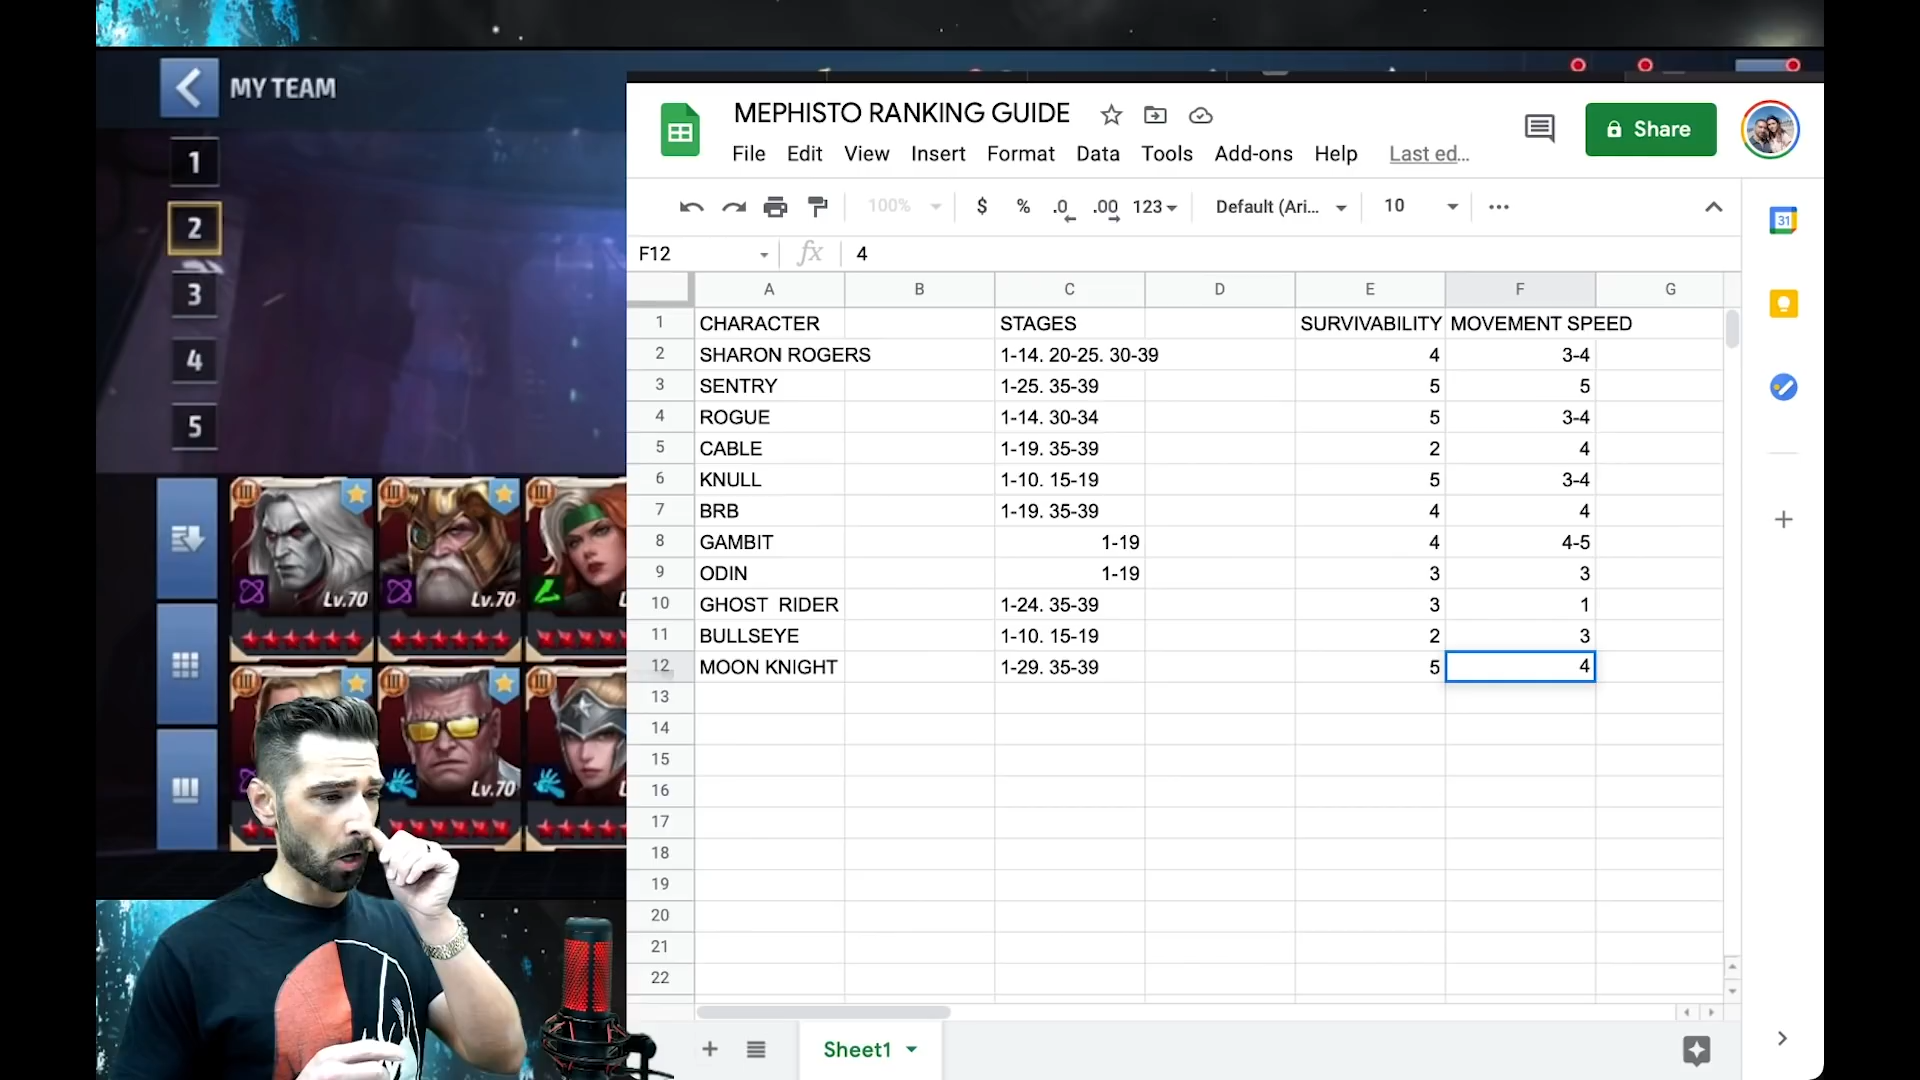 MY TEAM
1
2
3
4
5
Lv.70
Lv.70
Lv.70
MEPHISTO RANKING GUIDE
Share
File Edit View Insert Format Data Tools Add-ons Help Last ed...
100% $ % .0 .00 123 Default (Ari... 10
F12 fx 4
A B C D E F G
1 CHARACTER STAGES SURVIVABILITY MOVEMENT SPEED
2 SHARON ROGERS 1-14. 20-25. 30-39 4 3-4
3 SENTRY 1-25. 35-39 5 5
4 ROGUE 1-14. 30-34 5 3-4
5 CABLE 1-19. 35-39 2 4
6 KNULL 1-10. 15-19 5 3-4
7 BRB 1-19. 35-39 4 4
8 GAMBIT 1-19 4 4-5
9 ODIN 1-19 3 3
10 GHOST RIDER 1-24. 35-39 3 1
11 BULLSEYE 1-10. 15-19 2 3
12 MOON KNIGHT 1-29. 35-39 5 4
13
14
15
16
17
18
19
20
21
22
Sheet1
31